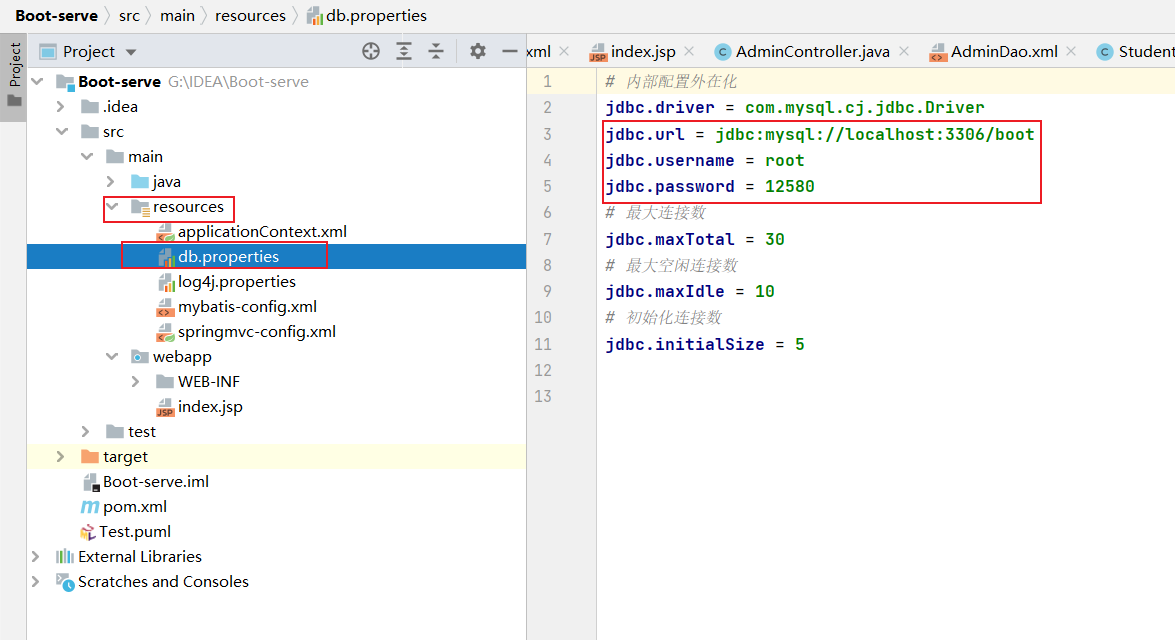 Boot-serve src main resources db.properties
Project
Project
xml index.jsp AdminController.java AdminDao.xml Student
Boot-serve G:\IDEA\Boot-serve
.idea
src
main
java
resources
applicationContext.xml
db.properties
log4j.properties
mybatis-config.xml
springmvc-config.xml
webapp
WEB-INF
index.jsp
test
target
Boot-serve.iml
pom.xml
Test.puml
External Libraries
Scratches and Consoles
1 # 内部配置外在化
2 jdbc.driver = com.mysql.cj.jdbc.Driver
3 jdbc.url = jdbc:mysql://localhost:3306/boot
4 jdbc.username = root
5 jdbc.password = 12580
6 # 最大连接数
7 jdbc.maxTotal = 30
8 # 最大空闲连接数
9 jdbc.maxIdle = 10
10 # 初始化连接数
11 jdbc.initialSize = 5
12
13